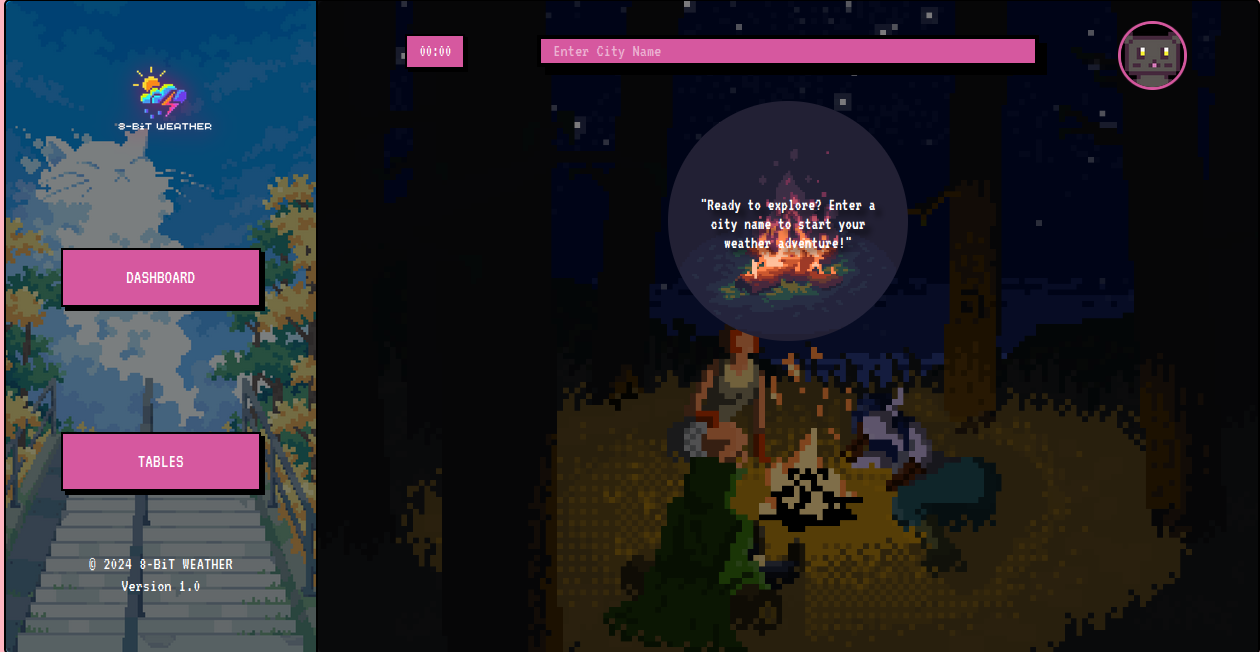 8-BiT WEATHER
DASHBOARD
TABLES
© 2024 8-BiT WEATHER
Version 1.0
00:00
Enter City Name
"Ready to explore? Enter a
city name to start your
weather adventure!"